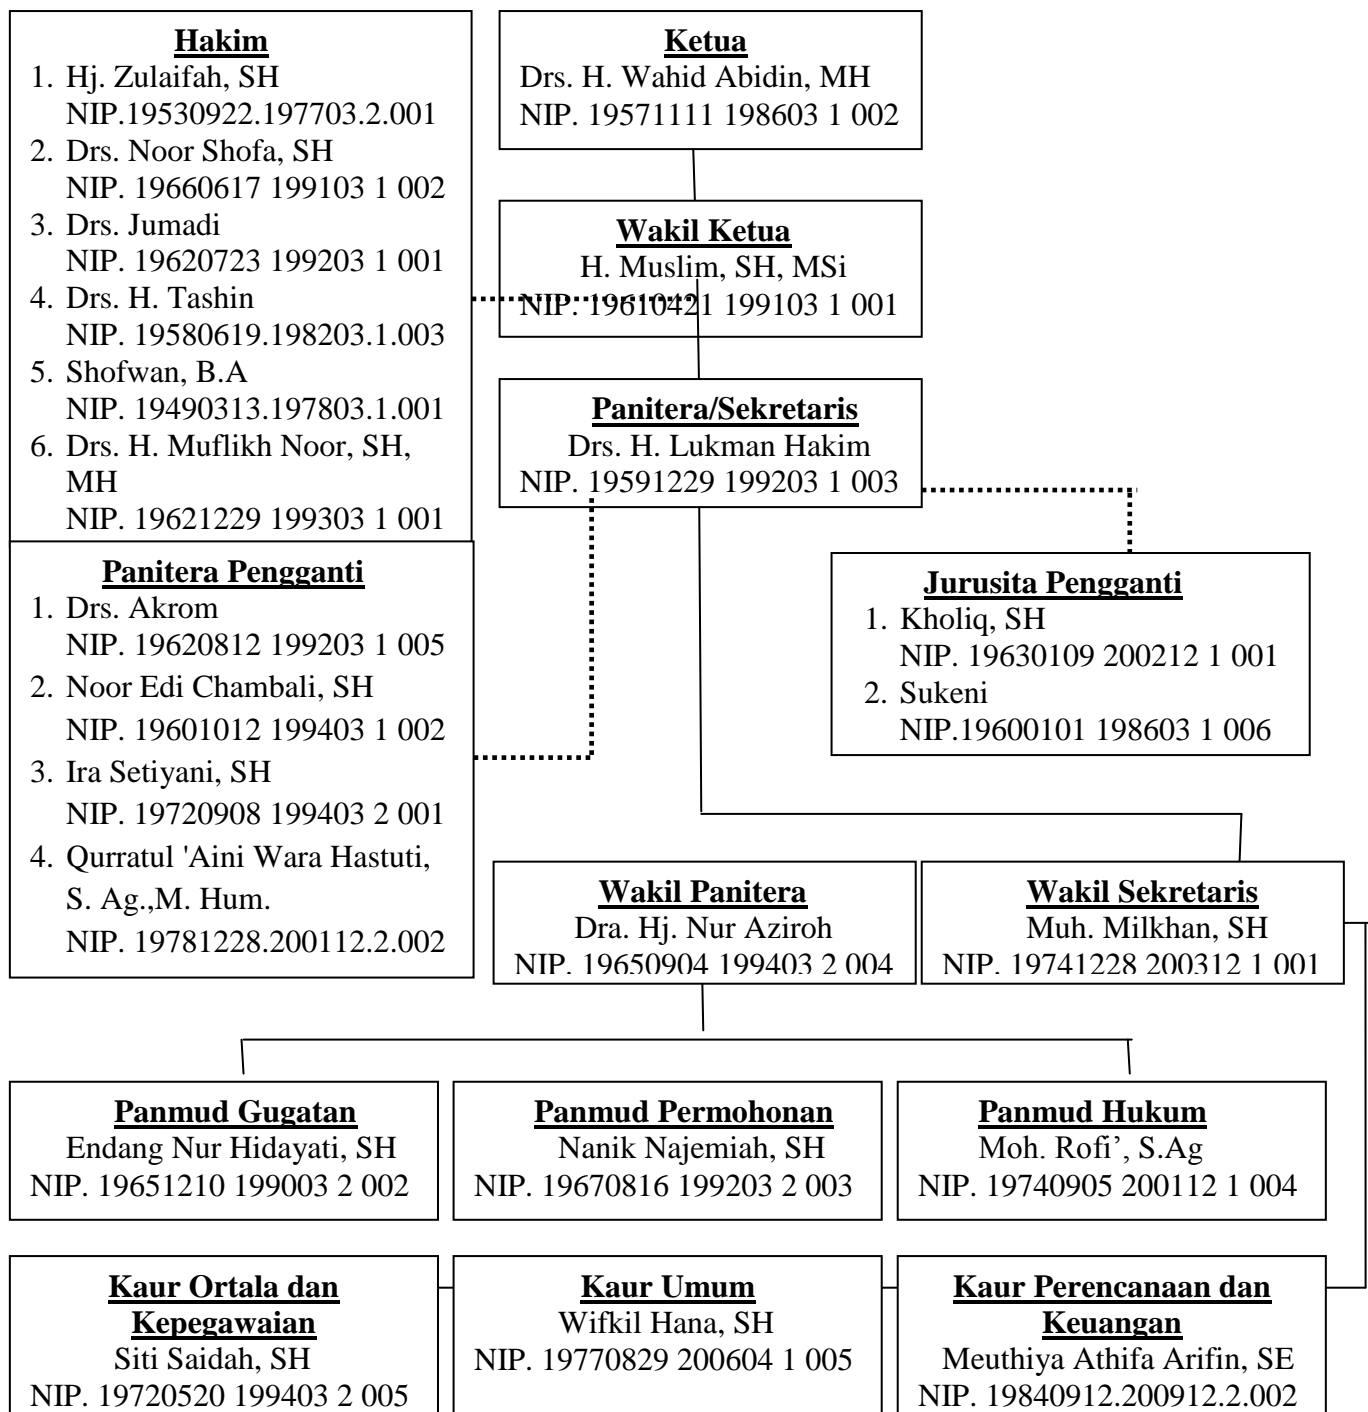 Hakim
1. Hj. Zulaifah, SH
NIP.19530922.197703.2.001
2. Drs. Noor Shofa, SH
NIP. 19660617 199103 1 002
3. Drs. Jumadi
NIP. 19620723 199203 1 001
4. Drs. H. Tashin
NIP. 19580619.198203.1.003
5. Shofwan, B.A
NIP. 19490313.197803.1.001
6. Drs. H. Muflikh Noor, SH,
MH
NIP. 19621229 199303 1 001
Ketua
Drs. H. Wahid Abidin, MH
NIP. 19571111 198603 1 002
Wakil Ketua
H. Muslim, SH, MSi
NIP. 19610421 199103 1 001
Panitera/Sekretaris
Drs. H. Lukman Hakim
NIP. 19591229 199203 1 003
Panitera Pengganti
1. Drs. Akrom
NIP. 19620812 199203 1 005
2. Noor Edi Chambali, SH
NIP. 19601012 199403 1 002
3. Ira Setiyani, SH
NIP. 19720908 199403 2 001
4. Qurratul 'Aini Wara Hastuti,
S. Ag.,M. Hum.
NIP. 19781228.200112.2.002
Jurusita Pengganti
1. Kholiq, SH
NIP. 19630109 200212 1 001
2. Sukeni
NIP.19600101 198603 1 006
Wakil Panitera
Dra. Hj. Nur Aziroh
NIP. 19650904 199403 2 004
Wakil Sekretaris
Muh. Milkhan, SH
NIP. 19741228 200312 1 001
Panmud Gugatan
Endang Nur Hidayati, SH
NIP. 19651210 199003 2 002
Panmud Permohonan
Nanik Najemiah, SH
NIP. 19670816 199203 2 003
Panmud Hukum
Moh. Rofi’, S.Ag
NIP. 19740905 200112 1 004
Kaur Ortala dan
Kepegawaian
Siti Saidah, SH
NIP. 19720520 199403 2 005
Kaur Umum
Wifkil Hana, SH
NIP. 19770829 200604 1 005
Kaur Perencanaan dan
Keuangan
Meuthiya Athifa Arifin, SE
NIP. 19840912.200912.2.002